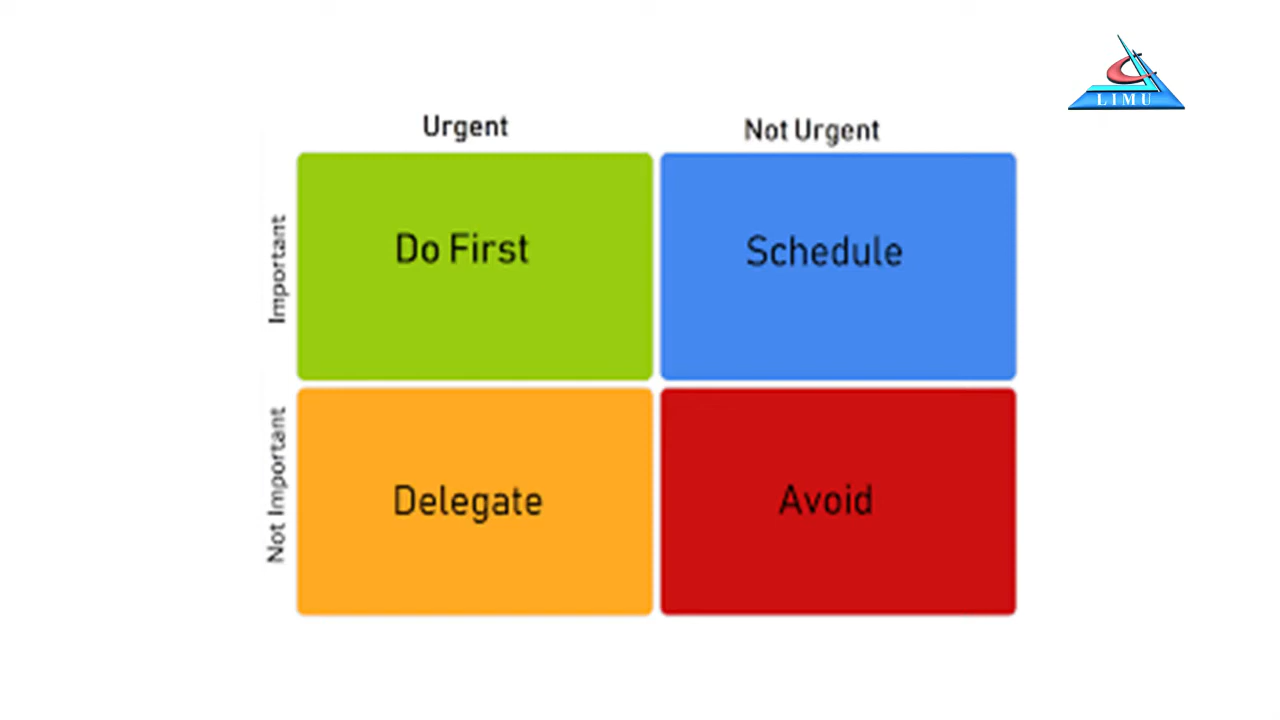 LIMU
Urgent
Not Urgent
Important
Do First
Schedule
Not Important
Delegate
Avoid